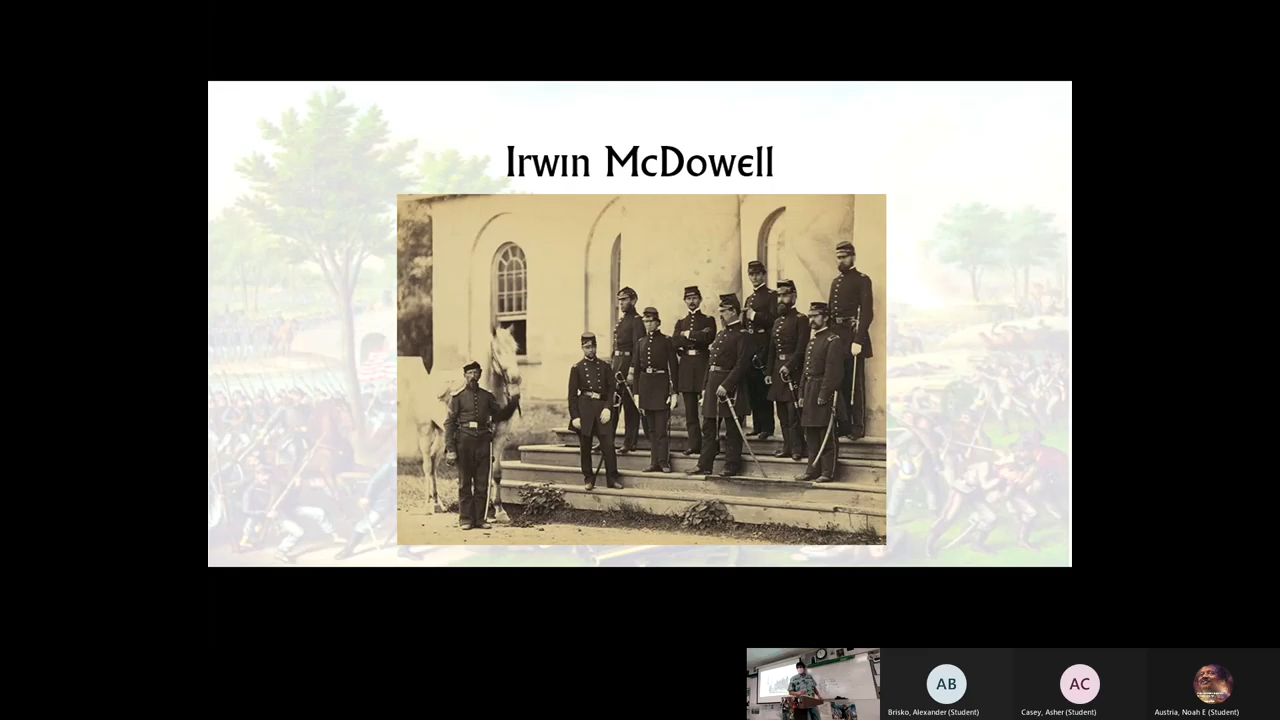 Irwin McDowell
AB
AC
Brisko, Alexander (Student)
Casey, Asher (Student)
Austria, Noah E (Student)